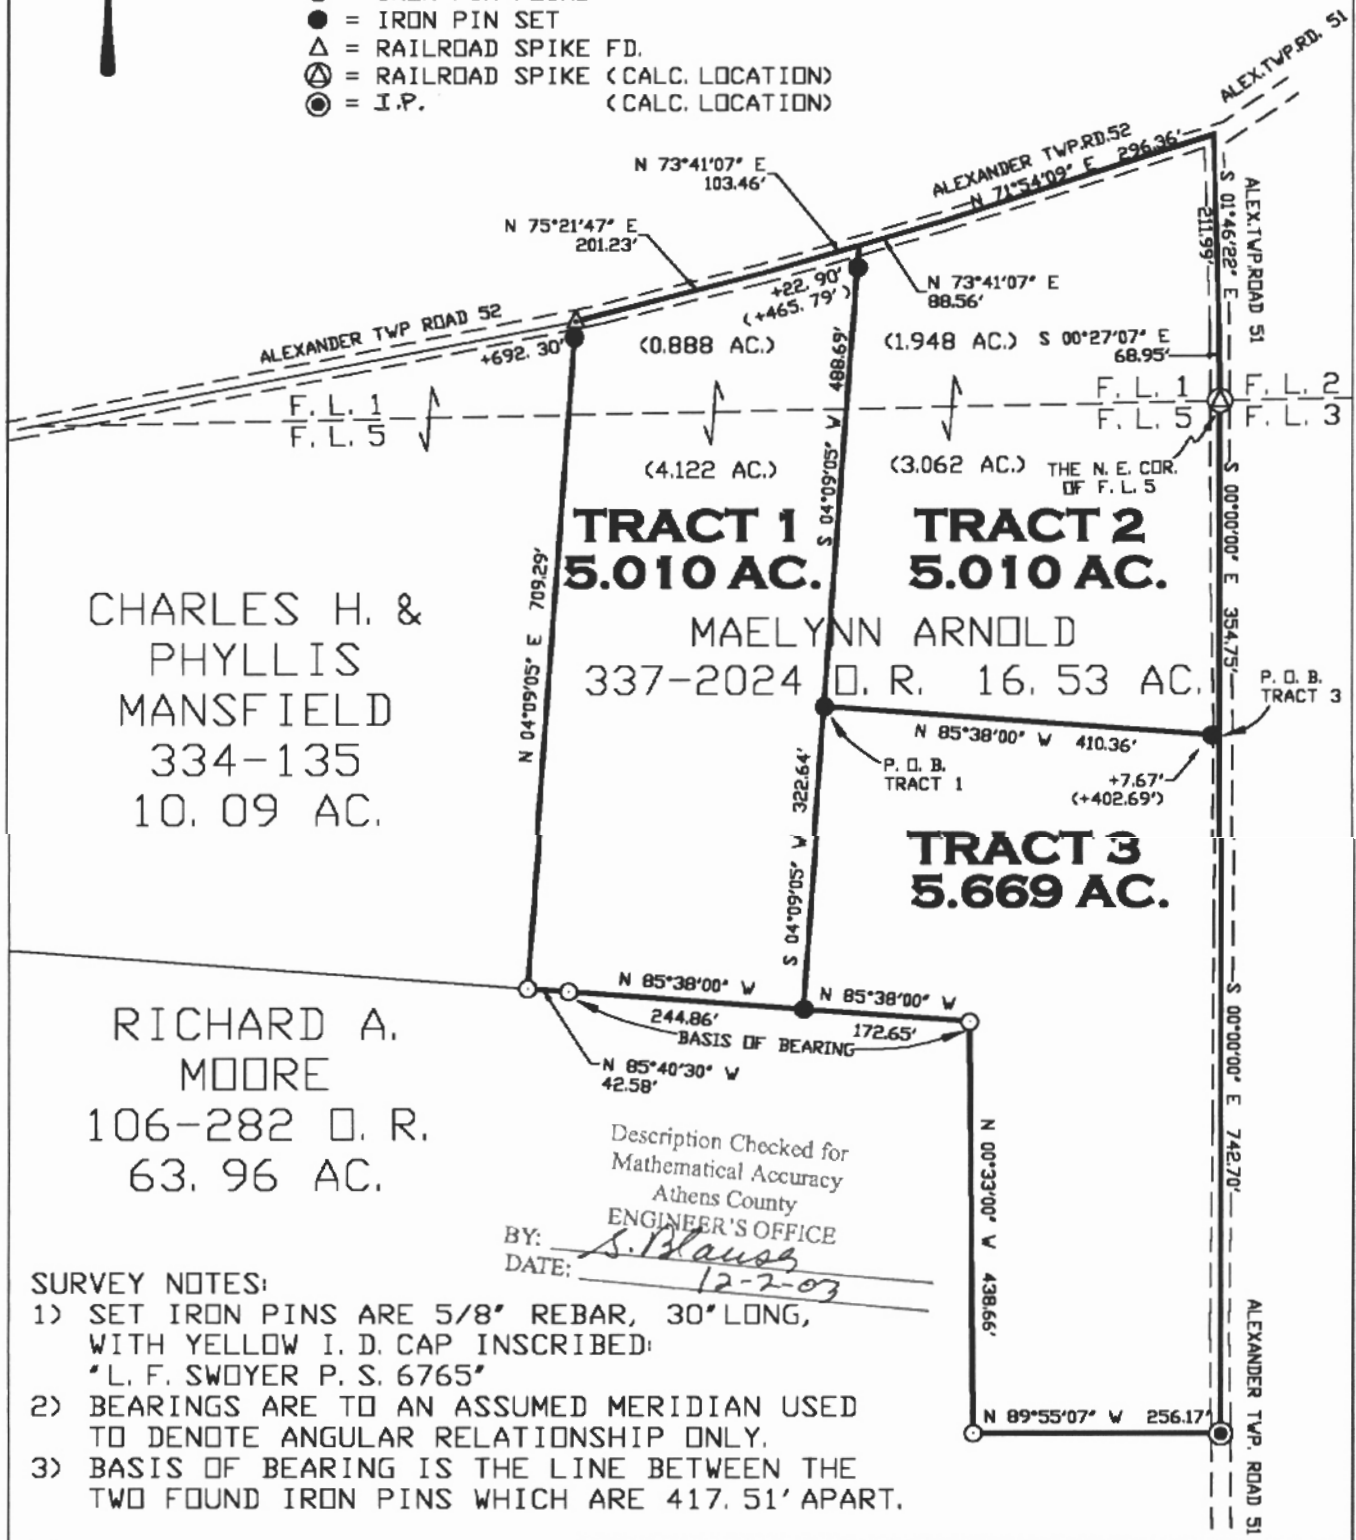 ● = IRON PIN SET
△ = RAILROAD SPIKE FD.
= RAILROAD SPIKE (CALC. LOCATION)
= I.P. (CALC. LOCATION)
ALEX.TWP.RD. 51
ALEXANDER TWP.RD.52
N 71°54'09" E 296.36'
N 73°41'07" E
103.46'
N 75°21'47" E
201.23'
S 01°46'22" E
211.99'
ALEX.TWP.ROAD 51
ALEXANDER TWP ROAD 52
+692.30'
+22.90'
(+465.79')
N 73°41'07" E
88.56'
(0.888 AC.)
(1.948 AC.)
S 00°27'07" E
68.95'
F. L. 1
F. L. 5
F. L. 1
F. L. 5
F. L. 2
F. L. 3
(4.122 AC.)
(3.062 AC.)
THE N. E. COR.
OF F. L. 5
S 04°09'05" W 488.69'
TRACT 1
5.010 AC.
TRACT 2
5.010 AC.
S 00°00'00" E 354.75'
N 04°09'05" E 709.29'
CHARLES H. &
PHYLLIS
MANSFIELD
334-135
10.09 AC.
MAELYNN ARNOLD
337-2024 O. R. 16.53 AC.
P. O. B.
TRACT 3
N 85°38'00" W 410.36'
P. O. B.
TRACT 1
+7.67'
(+402.69')
S 04°09'05" W 322.64'
TRACT 3
5.669 AC.
N 85°38'00" W
244.86'
N 85°38'00" W
172.65'
BASIS OF BEARING
N 85°40'30" W
42.58'
S 00°00'00" E 742.70'
RICHARD A.
MOORE
106-282 O. R.
63.96 AC.
Description Checked for
Mathematical Accuracy
Athens County
ENGINEER'S OFFICE
BY:
DATE: 12-2-03
N 00°33'00" W 438.66'
N 89°55'07" W 256.17'
ALEXANDER TWP. ROAD 51
SURVEY NOTES:
1) SET IRON PINS ARE 5/8" REBAR, 30" LONG,
WITH YELLOW I. D. CAP INSCRIBED:
"L. F. SWOYER P. S. 6765"
2) BEARINGS ARE TO AN ASSUMED MERIDIAN USED
TO DENOTE ANGULAR RELATIONSHIP ONLY.
3) BASIS OF BEARING IS THE LINE BETWEEN THE
TWO FOUND IRON PINS WHICH ARE 417.51' APART.